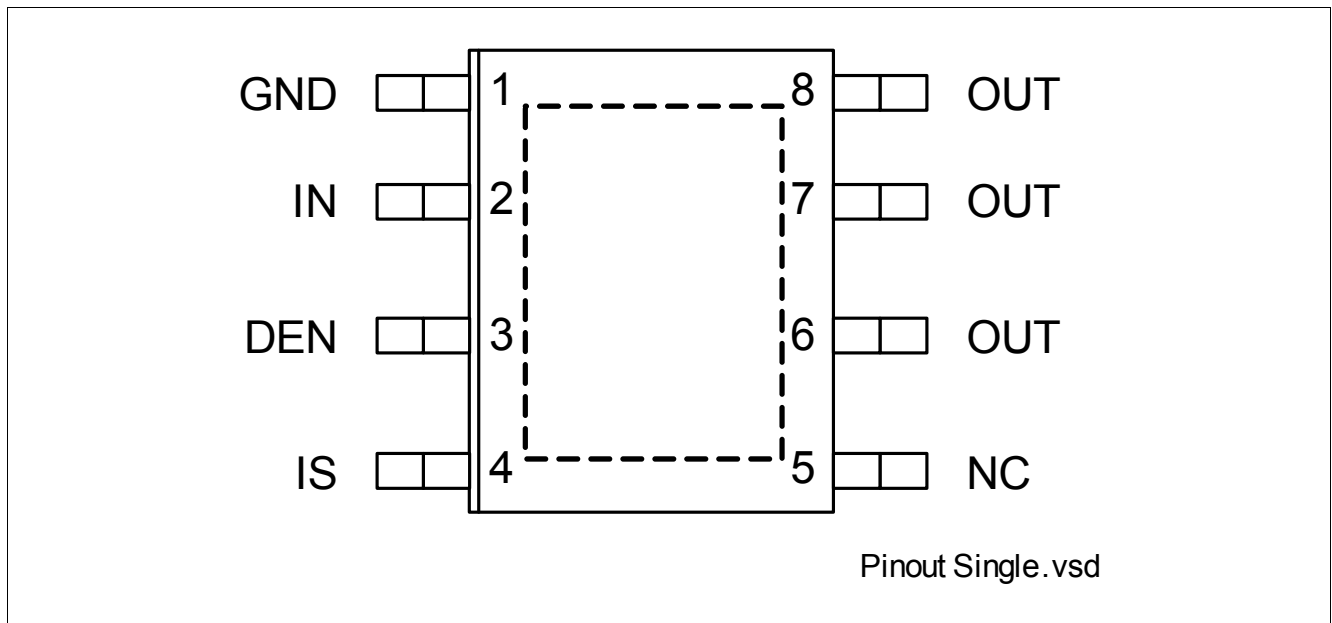 GND 1 8 OUT
IN 2 7 OUT
DEN 3 6 OUT
IS 4 5 NC
Pinout Single.vsd